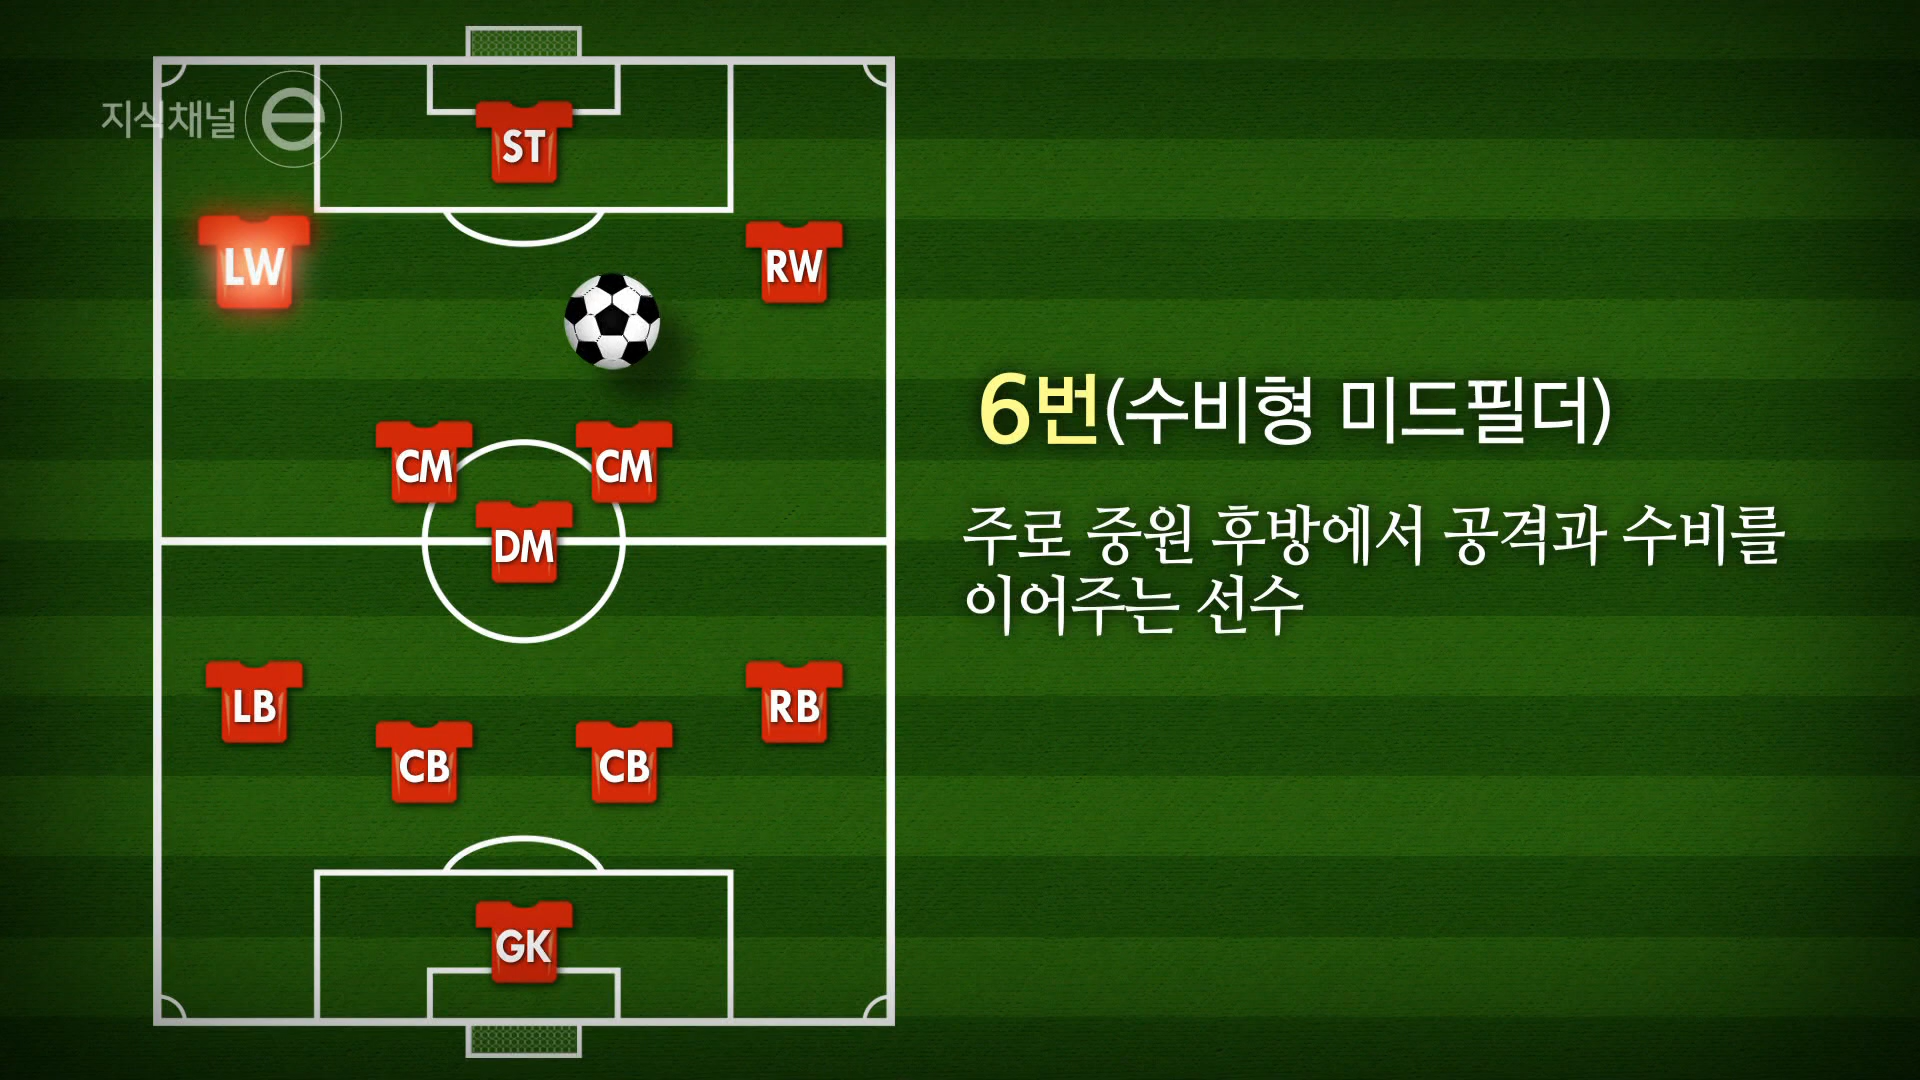 지식채널 e
ST
LW
RW
CM
CM
DM
LB
RB
CB
CB
GK
6번(수비형 미드필더)
주로 중원 후방에서 공격과 수비를
이어주는 선수